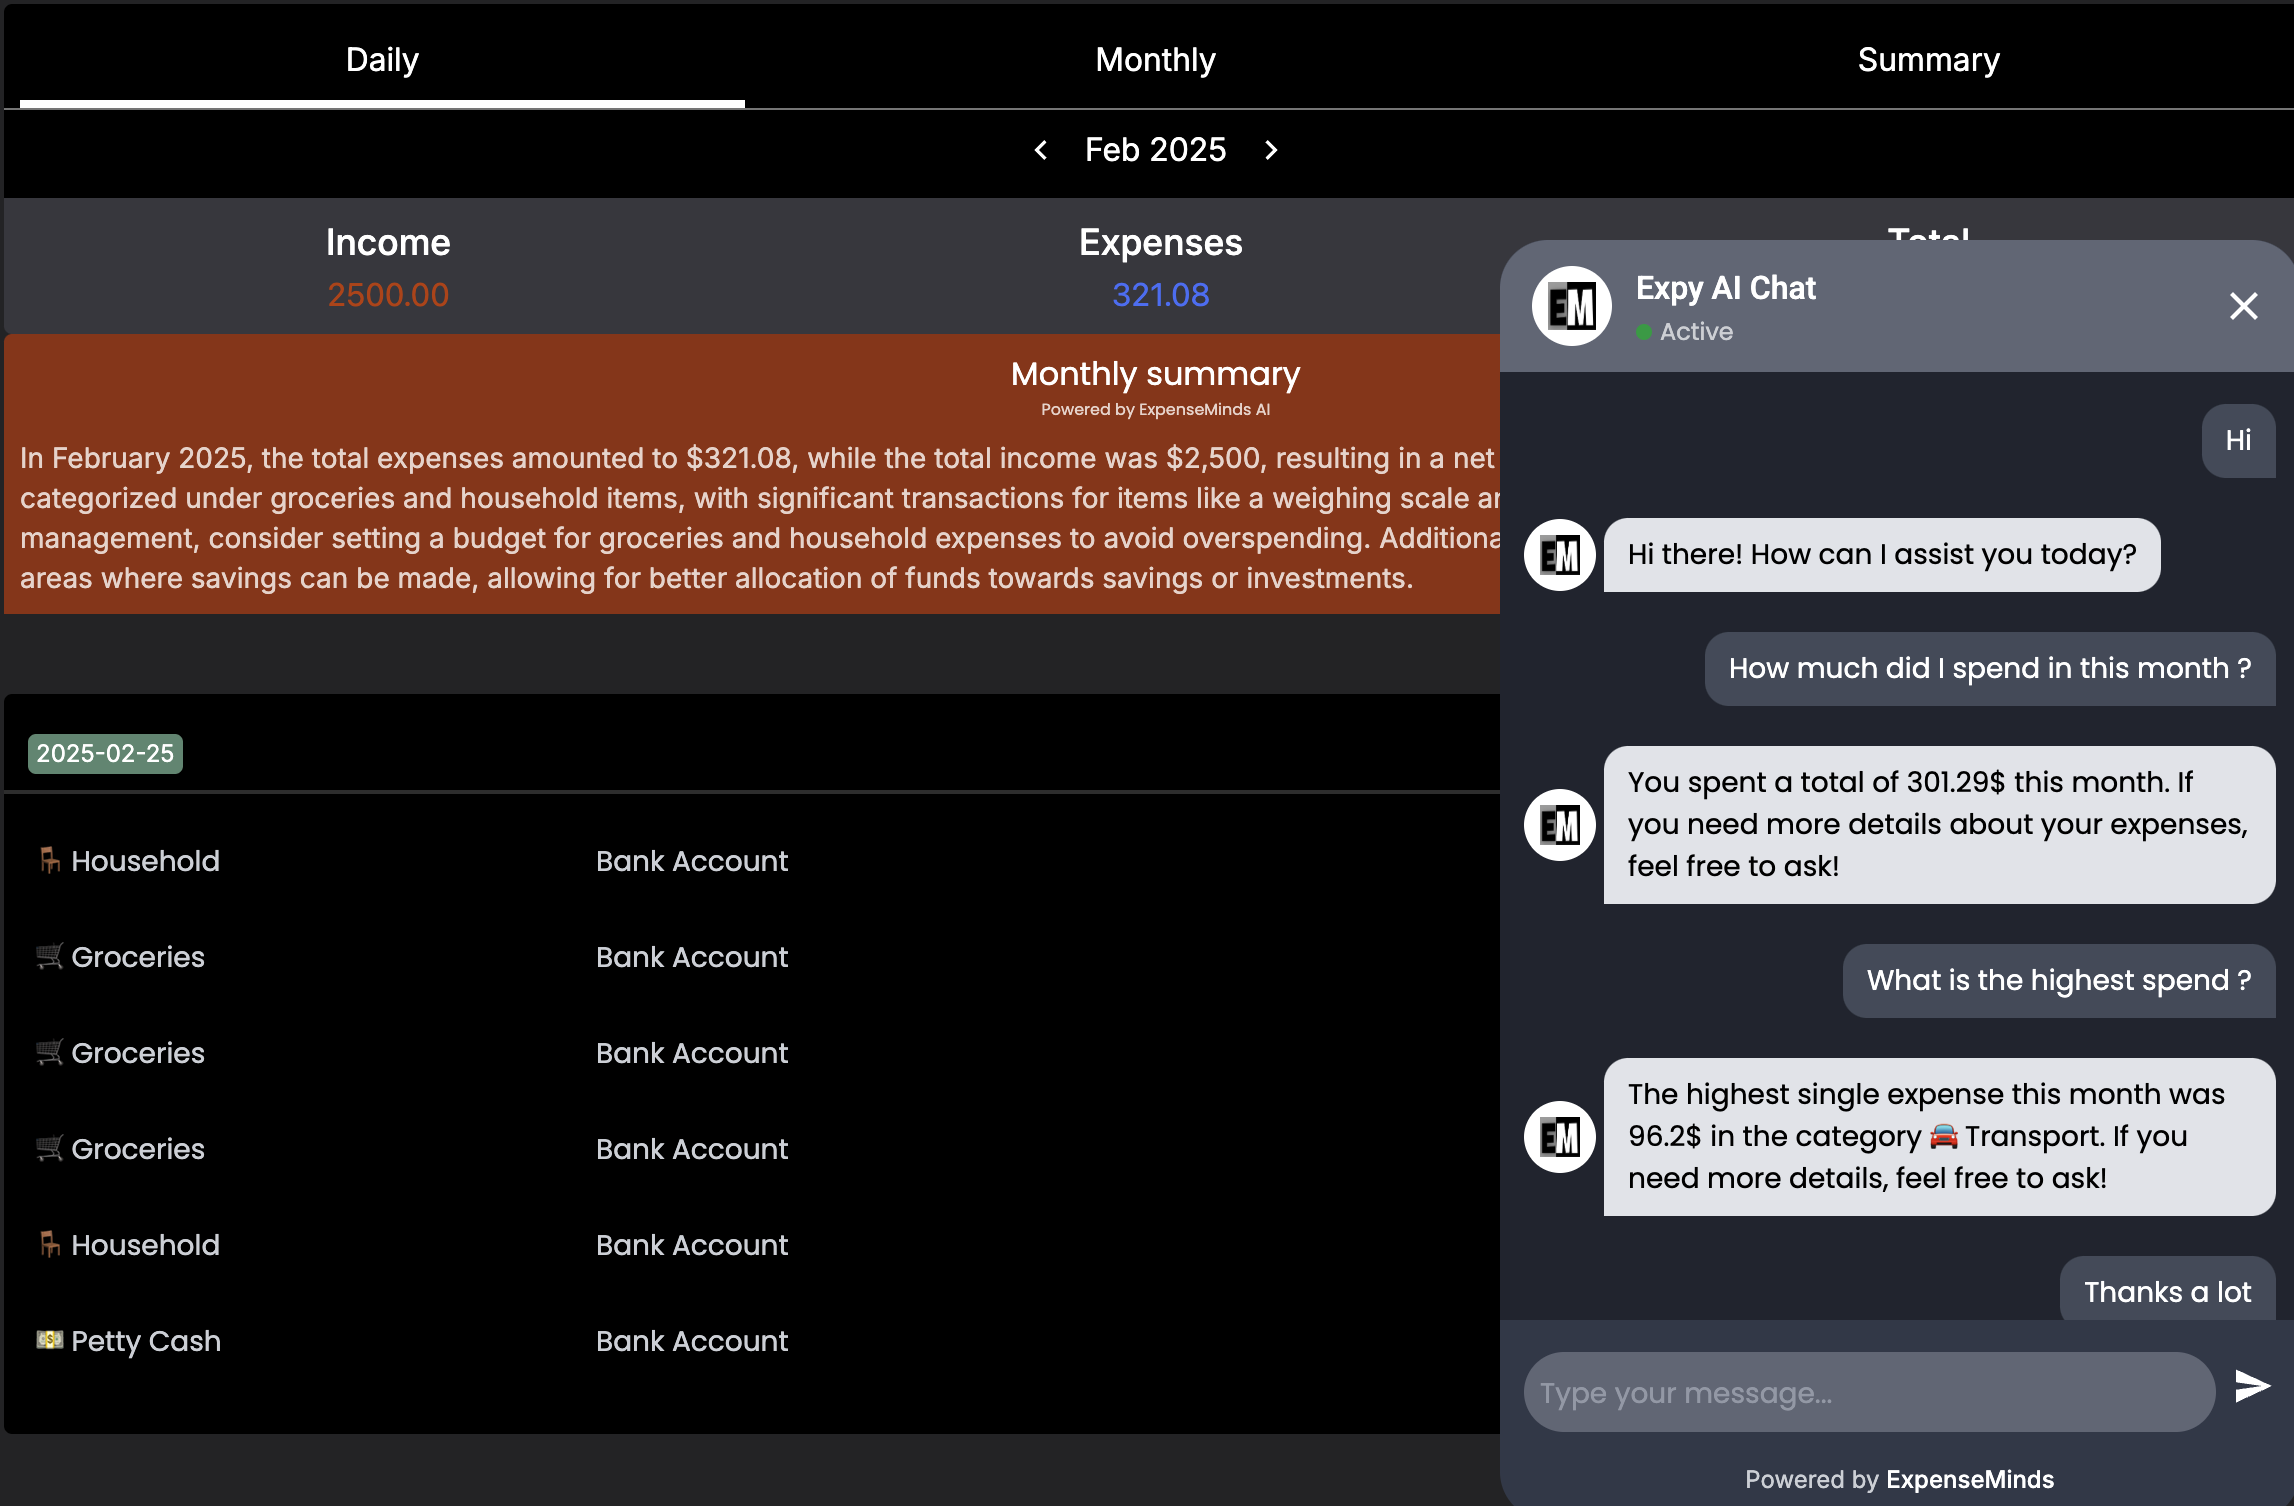 Daily
Monthly
Summary
Feb 2025
Income
Expenses
Total
2500.00
321.08
Monthly summary
Powered by ExpenseMinds AI
In February 2025, the total expenses amounted to $321.08, while the total income was $2,500, resulting in a net
categorized under groceries and household items, with significant transactions for items like a weighing scale
management, consider setting a budget for groceries and household expenses to avoid overspending.
areas where savings can be made, allowing for better allocation of funds towards savings or investments.
2025-02-25
Household
Bank Account
Groceries
Bank Account
Groceries
Bank Account
Groceries
Bank Account
Household
Bank Account
Petty Cash
Bank Account
EM
Expy AI Chat
Active
Hi
EM
Hi there! How can I assist you today?
How much did I spend in this month ?
EM
You spent a total of 301.29$ this month. If
you need more details about your expenses,
feel free to ask!
What is the highest spend ?
EM
The highest single expense this month was
96.2$ in the category 🚘 Transport. If you
need more details, feel free to ask!
Thanks a lot
Type your message...
Powered by ExpenseMinds